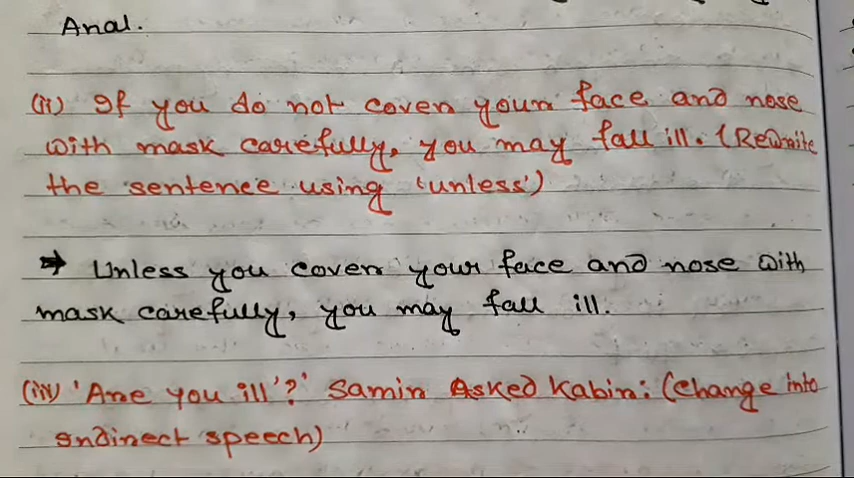 Anal.
(ii) If you do not cover your face and nose
with mask carefully, you may fall ill. (Rewrite
the sentence using 'unless')
⇒ Unless you cover your face and nose with
mask carefully, you may fall ill.
(iii) 'Are you ill'?' Samir Asked Kabir: (change into
indirect speech)